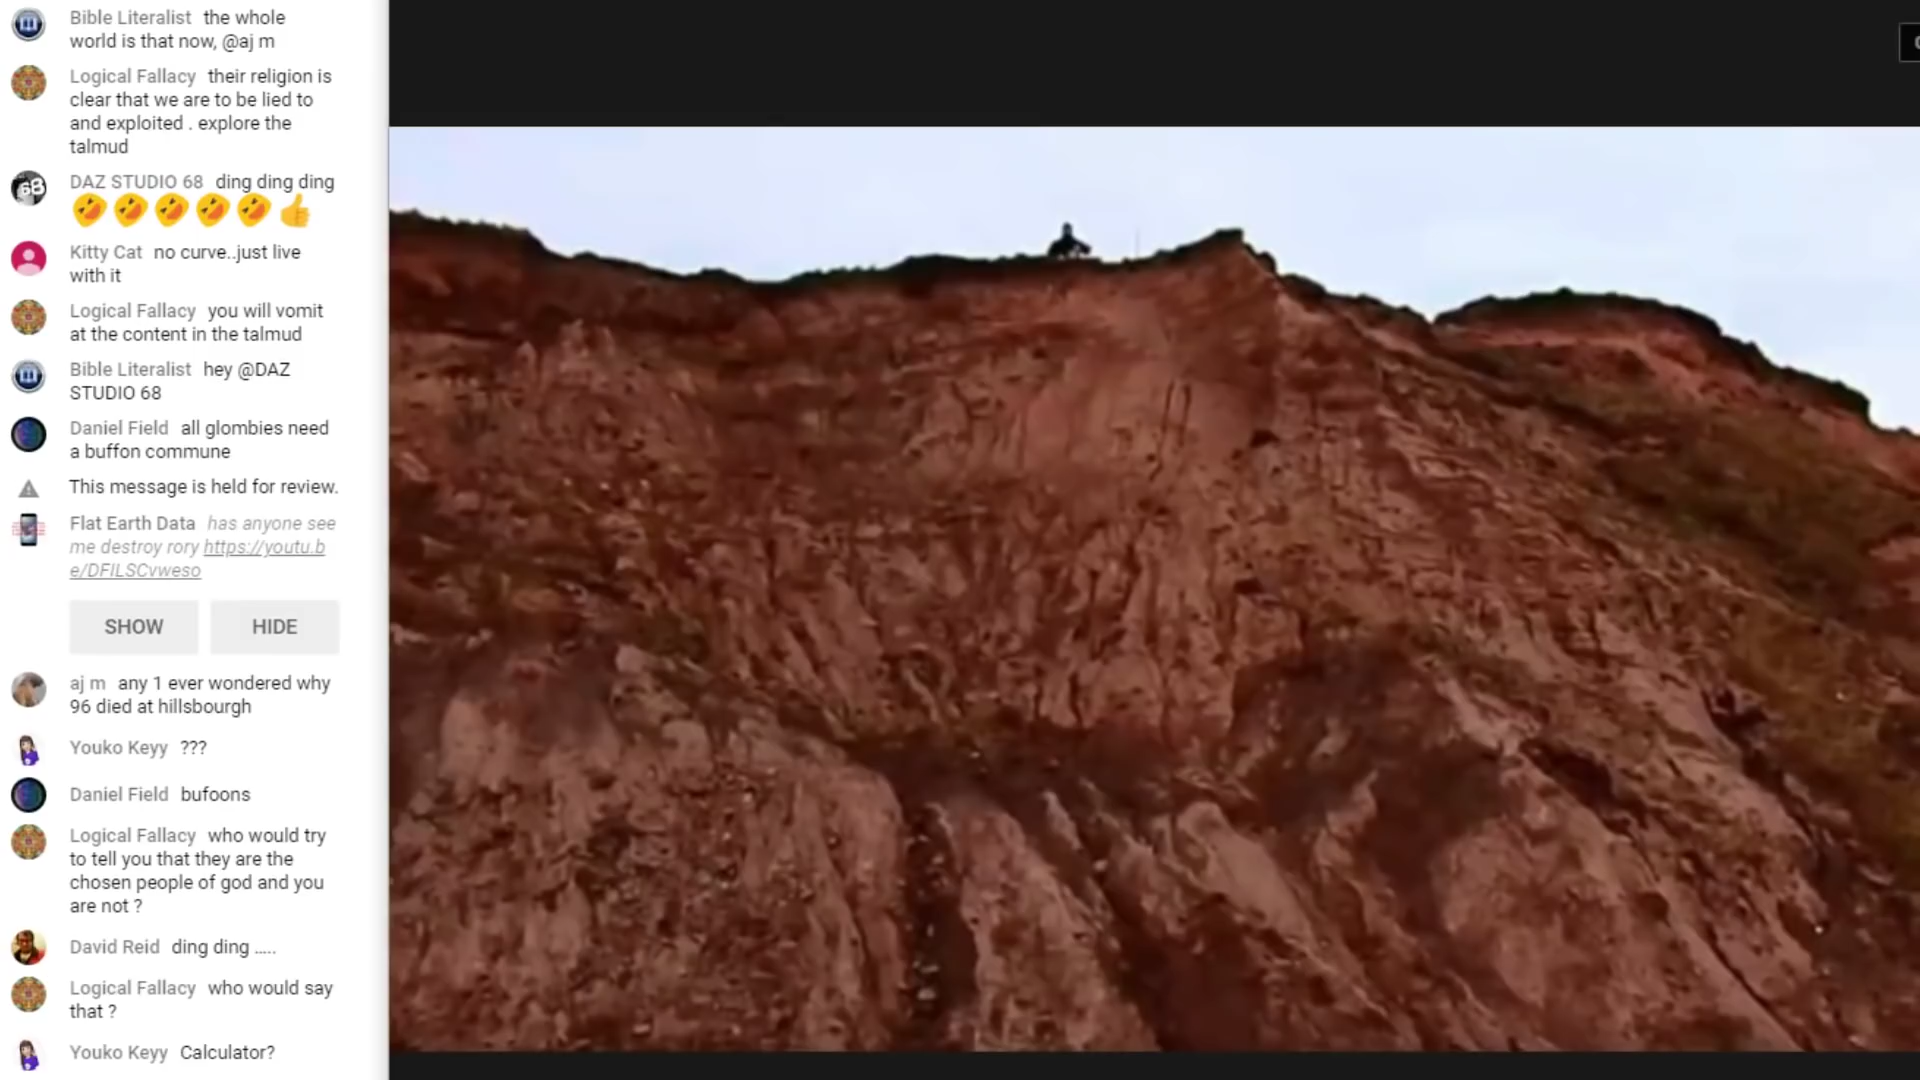 Bible Literalist the whole
world is that now, @aj m
Logical Fallacy their religion is
clear that we are to be lied to
and exploited . explore the
talmud
68
DAZ STUDIO 68 ding ding ding
Kitty Cat no curve..just live
with it
Logical Fallacy you will vomit
at the content in the talmud
Bible Literalist hey @DAZ
STUDIO 68
Daniel Field all glombies need
a buffon commune
This message is held for review.
Flat Earth Data has anyone see
me destroy rory https://youtu.b
e/DFILSCvweso
SHOW HIDE
aj m any 1 ever wondered why
96 died at hillsbourgh
Youko Keyy ???
Daniel Field bufoons
Logical Fallacy who would try
to tell you that they are the
chosen people of god and you
are not ?
David Reid ding ding .....
Logical Fallacy who would say
that ?
Youko Keyy Calculator?